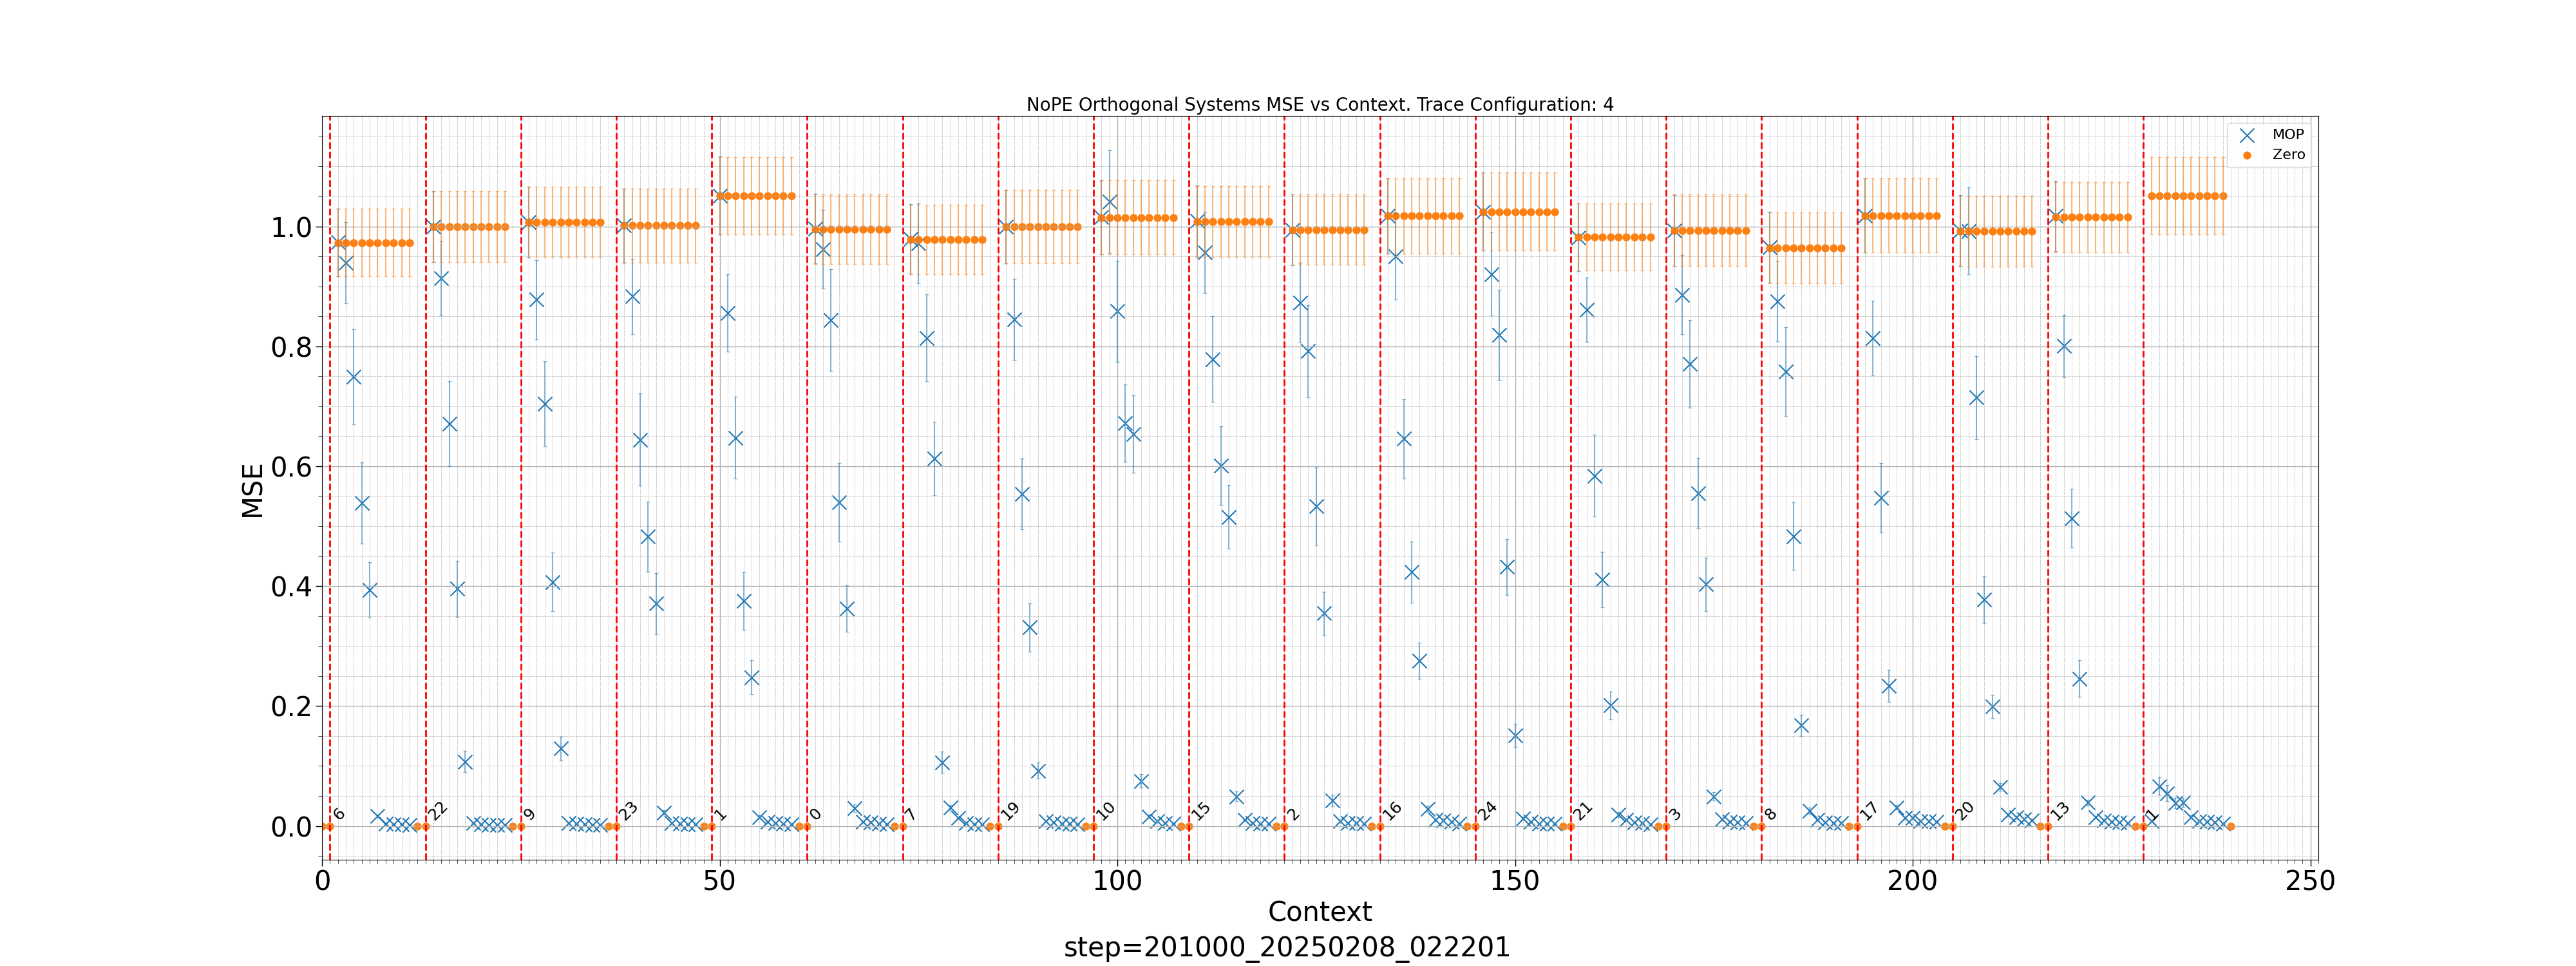 NoPE Orthogonal Systems MSE vs Context. Trace Configuration: 4
MOP
Zero
MSE
1.0
0.8
0.6
0.4
0.2
0.0
6 22 9 23 1 0 7 19 10 15 2 16 24 21 3 8 17 20 13 1
0 50 100 150 200 250
Context
step=201000_20250208_022201